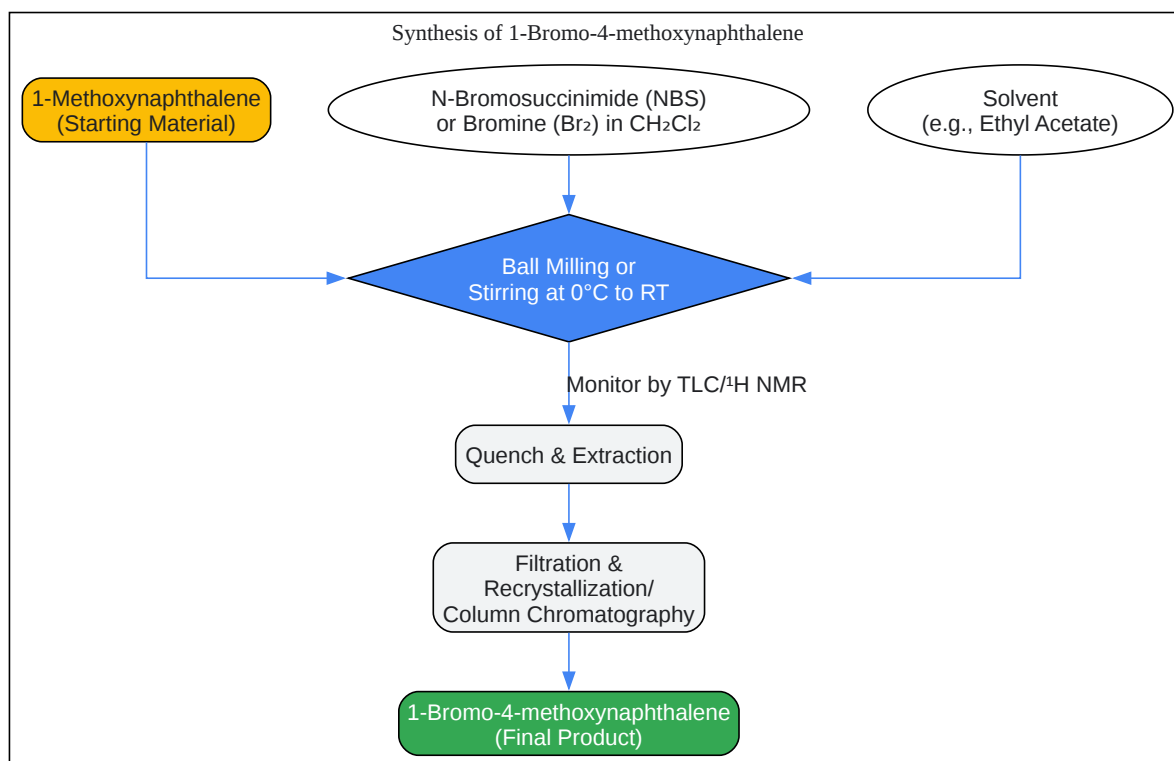 Synthesis of 1-Bromo-4-methoxynaphthalene
1-Methoxynaphthalene
(Starting Material)
N-Bromosuccinimide (NBS)
or Bromine (Br₂) in CH₂Cl₂
Solvent
(e.g., Ethyl Acetate)
Ball Milling or
Stirring at 0°C to RT
Monitor by TLC/¹H NMR
Quench & Extraction
Filtration &
Recrystallization/
Column Chromatography
1-Bromo-4-methoxynaphthalene
(Final Product)